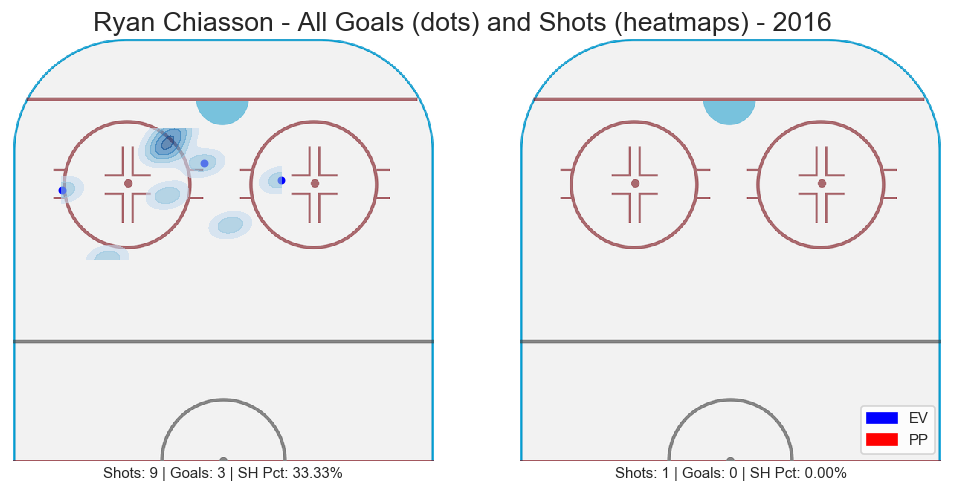 Ryan Chiasson - All Goals (dots) and Shots (heatmaps) - 2016
EV
PP
Shots: 9 | Goals: 3 | SH Pct: 33.33%
Shots: 1 | Goals: 0 | SH Pct: 0.00%